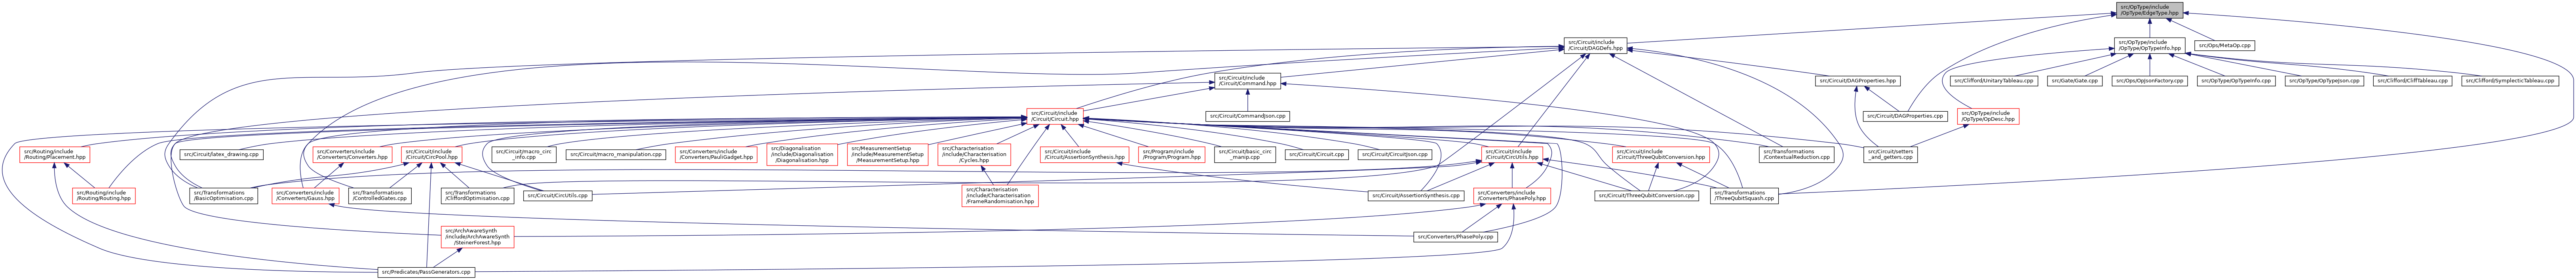 src/OpType/include
/OpType/EdgeType.hpp
src/Circuit/include
/Circuit/DAGDefs.hpp
src/OpType/include
/OpType/OpTypeInfo.hpp
src/Ops/MetaOp.cpp
src/Circuit/include
/Circuit/Command.hpp
src/Circuit/DAGProperties.hpp
src/Clifford/UnitaryTableau.cpp
src/Gate/Gate.cpp
src/Ops/OpJsonFactory.cpp
src/OpType/OpTypeInfo.cpp
src/OpType/OpTypeJson.cpp
src/Clifford/CliffTableau.cpp
src/Clifford/SymplecticTableau.cpp
src/Circuit/include
/Circuit/Circuit.hpp
src/Circuit/CommandJson.cpp
src/Circuit/DAGProperties.cpp
src/OpType/include
/OpType/OpDesc.hpp
src/Routing/include
/Routing/Placement.hpp
src/Circuit/latex_drawing.cpp
src/Converters/include
/Converters/Converters.hpp
src/Circuit/include
/Circuit/CircPool.hpp
src/Circuit/macro_circ
_info.cpp
src/Circuit/macro_manipulation.cpp
src/Converters/include
/Converters/PauliGadget.hpp
src/Diagonalisation
/include/Diagonalisation
/Diagonalisation.hpp
src/MeasurementSetup
/include/MeasurementSetup
/MeasurementSetup.hpp
src/Characterisation
/include/Characterisation
/Cycles.hpp
src/Circuit/include
/Circuit/AssertionSynthesis.hpp
src/Program/include
/Program/Program.hpp
src/Circuit/basic_circ
_manip.cpp
src/Circuit/Circuit.cpp
src/Circuit/CircuitJson.cpp
src/Circuit/include
/Circuit/CircUtils.hpp
src/Circuit/include
/Circuit/ThreeQubitConversion.hpp
src/Transformations
/ContextualReduction.cpp
src/Circuit/setters
_and_getters.cpp
src/Routing/include
/Routing/Routing.hpp
src/Transformations
/BasicOptimisation.cpp
src/Converters/include
/Converters/Gauss.hpp
src/Transformations
/ControlledGates.cpp
src/Transformations
/CliffordOptimisation.cpp
src/Circuit/CircUtils.cpp
src/Characterisation
/include/Characterisation
/FrameRandomisation.hpp
src/Circuit/AssertionSynthesis.cpp
src/Converters/include
/Converters/PhasePoly.hpp
src/Circuit/ThreeQubitConversion.cpp
src/Transformations
/ThreeQubitSquash.cpp
src/ArchAwareSynth
/include/ArchAwareSynth
/SteinerForest.hpp
src/Converters/PhasePoly.cpp
src/Predicates/PassGenerators.cpp